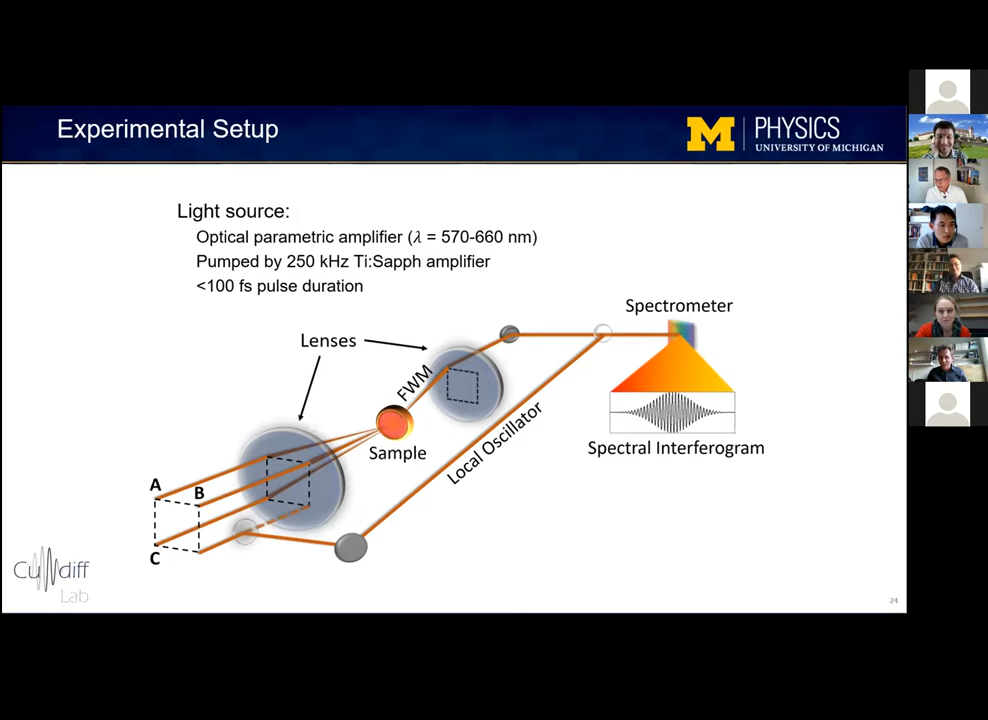 Experimental Setup
M PHYSICS
UNIVERSITY OF MICHIGAN
Light source:
Optical parametric amplifier (λ = 570-660 nm)
Pumped by 250 kHz Ti:Sapph amplifier
<100 fs pulse duration
Spectrometer
Lenses
FWM
Sample
Local Oscillator
Spectral Interferogram
A
B
C
Cundiff
Lab
24